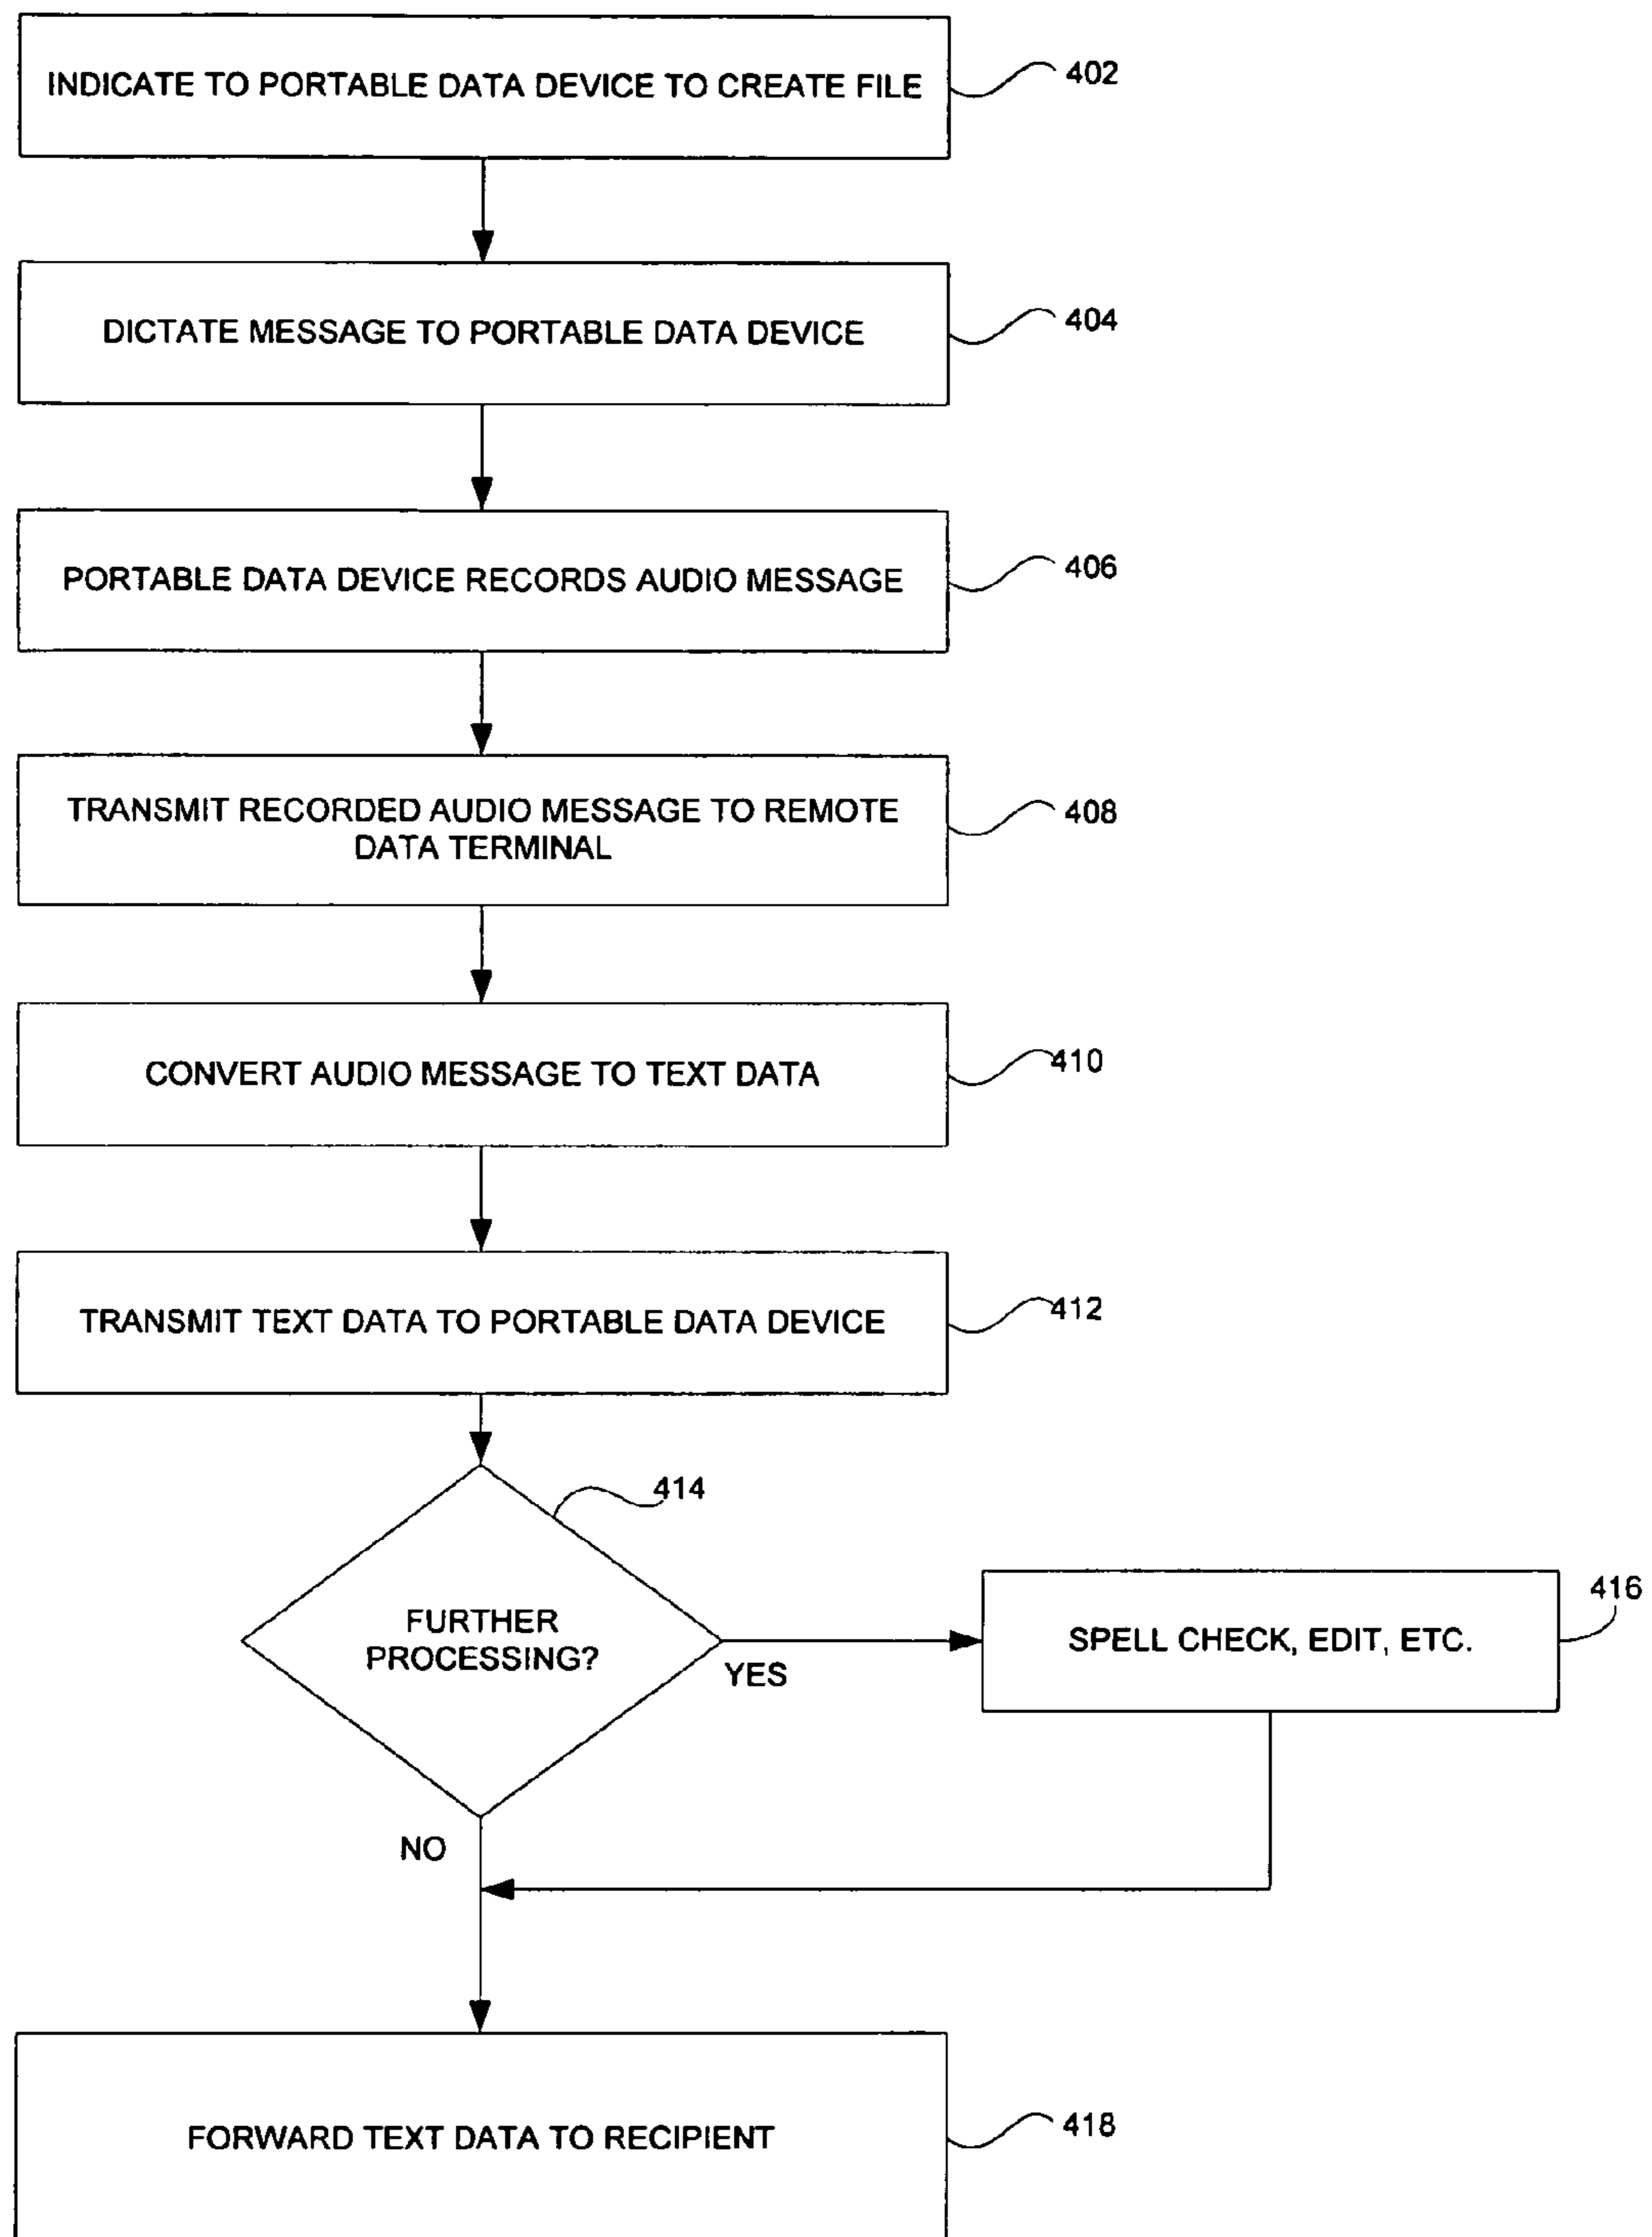 INDICATE TO PORTABLE DATA DEVICE TO CREATE FILE
402
DICTATE MESSAGE TO PORTABLE DATA DEVICE
404
PORTABLE DATA DEVICE RECORDS AUDIO MESSAGE
406
TRANSMIT RECORDED AUDIO MESSAGE TO REMOTE
DATA TERMINAL
408
CONVERT AUDIO MESSAGE TO TEXT DATA
410
TRANSMIT TEXT DATA TO PORTABLE DATA DEVICE
412
414
FURTHER
PROCESSING?
YES
SPELL CHECK, EDIT, ETC.
416
NO
FORWARD TEXT DATA TO RECIPIENT
418